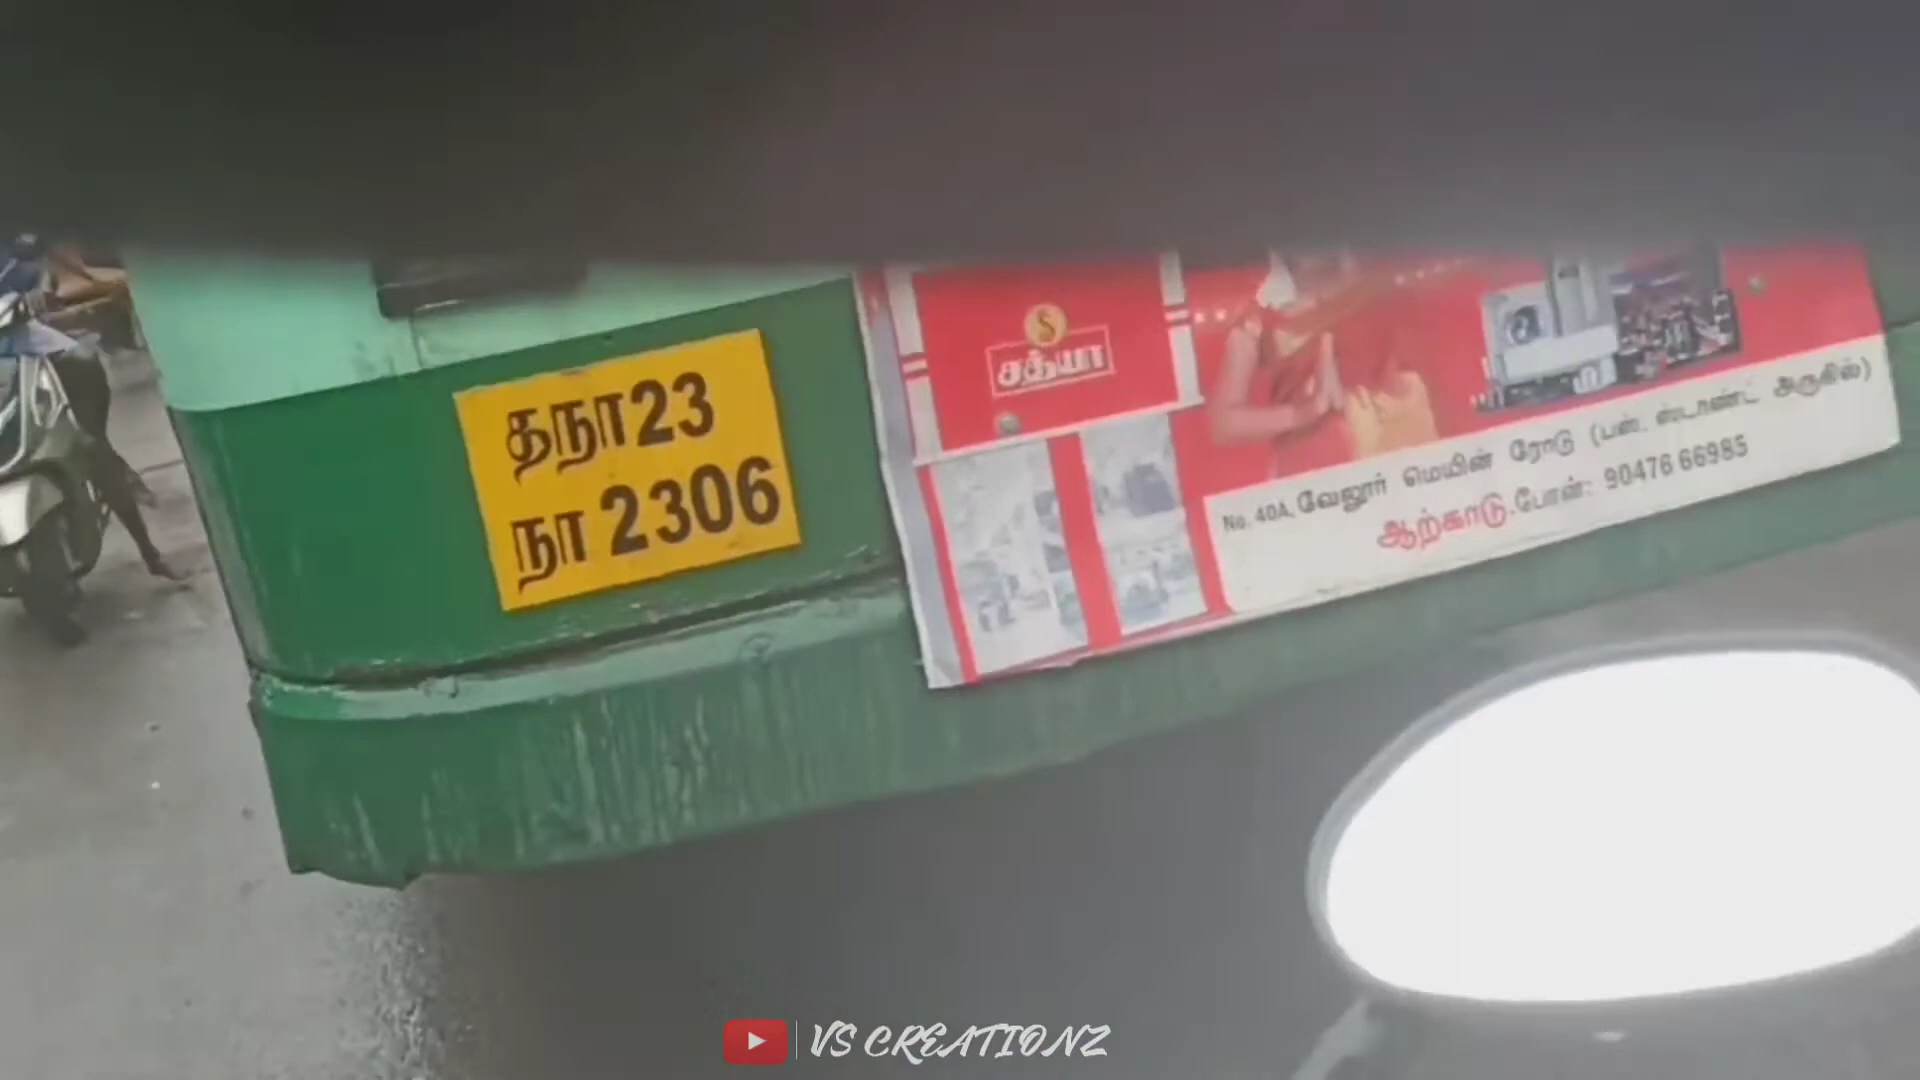 தநா23
நா 2306
S
சத்யா
No. 40A, வேலூர் மெயின் ரோடு (பஸ். ஸ்டாண்ட் அருகில்)
ஆற்காடு.போன்: 90476 66985
VS CREATIONZ